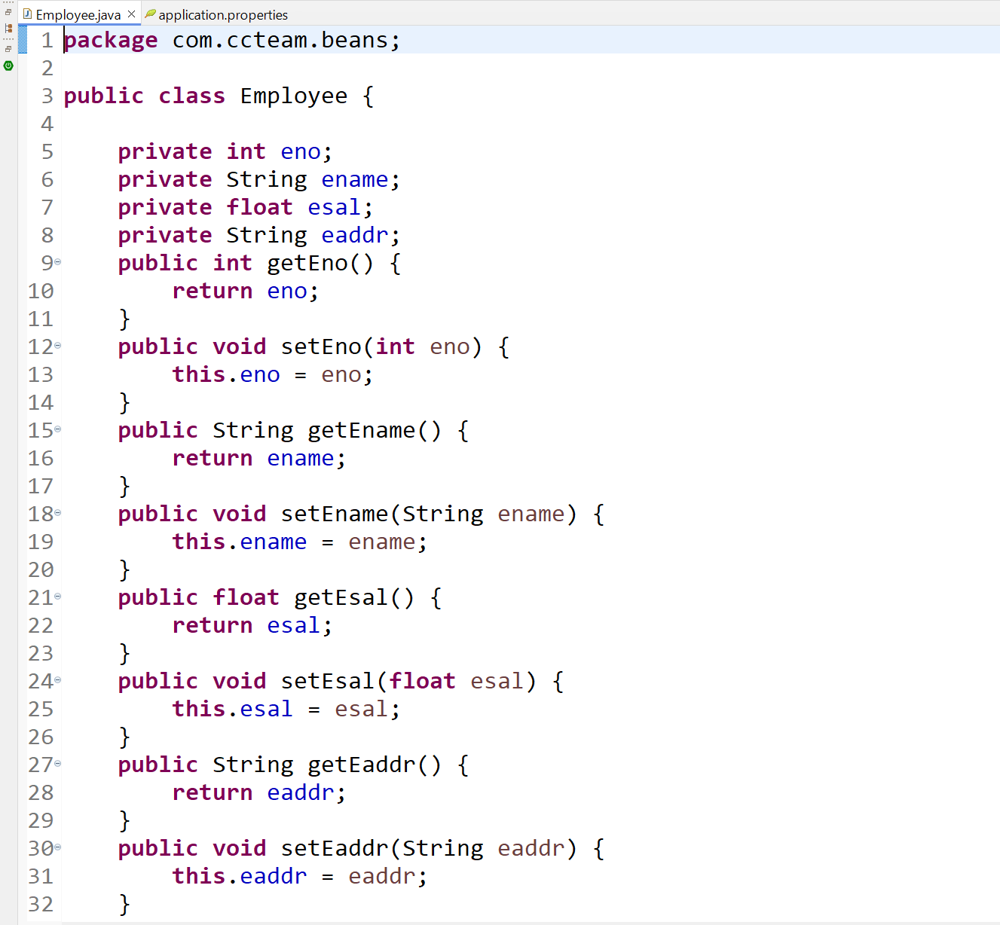 Employee.java application.properties
1 package com.ccteam.beans;
2
3 public class Employee {
4
5     private int eno;
6     private String ename;
7     private float esal;
8     private String eaddr;
9     public int getEno() {
10         return eno;
11     }
12     public void setEno(int eno) {
13         this.eno = eno;
14     }
15     public String getEname() {
16         return ename;
17     }
18     public void setEname(String ename) {
19         this.ename = ename;
20     }
21     public float getEsal() {
22         return esal;
23     }
24     public void setEsal(float esal) {
25         this.esal = esal;
26     }
27     public String getEaddr() {
28         return eaddr;
29     }
30     public void setEaddr(String eaddr) {
31         this.eaddr = eaddr;
32     }